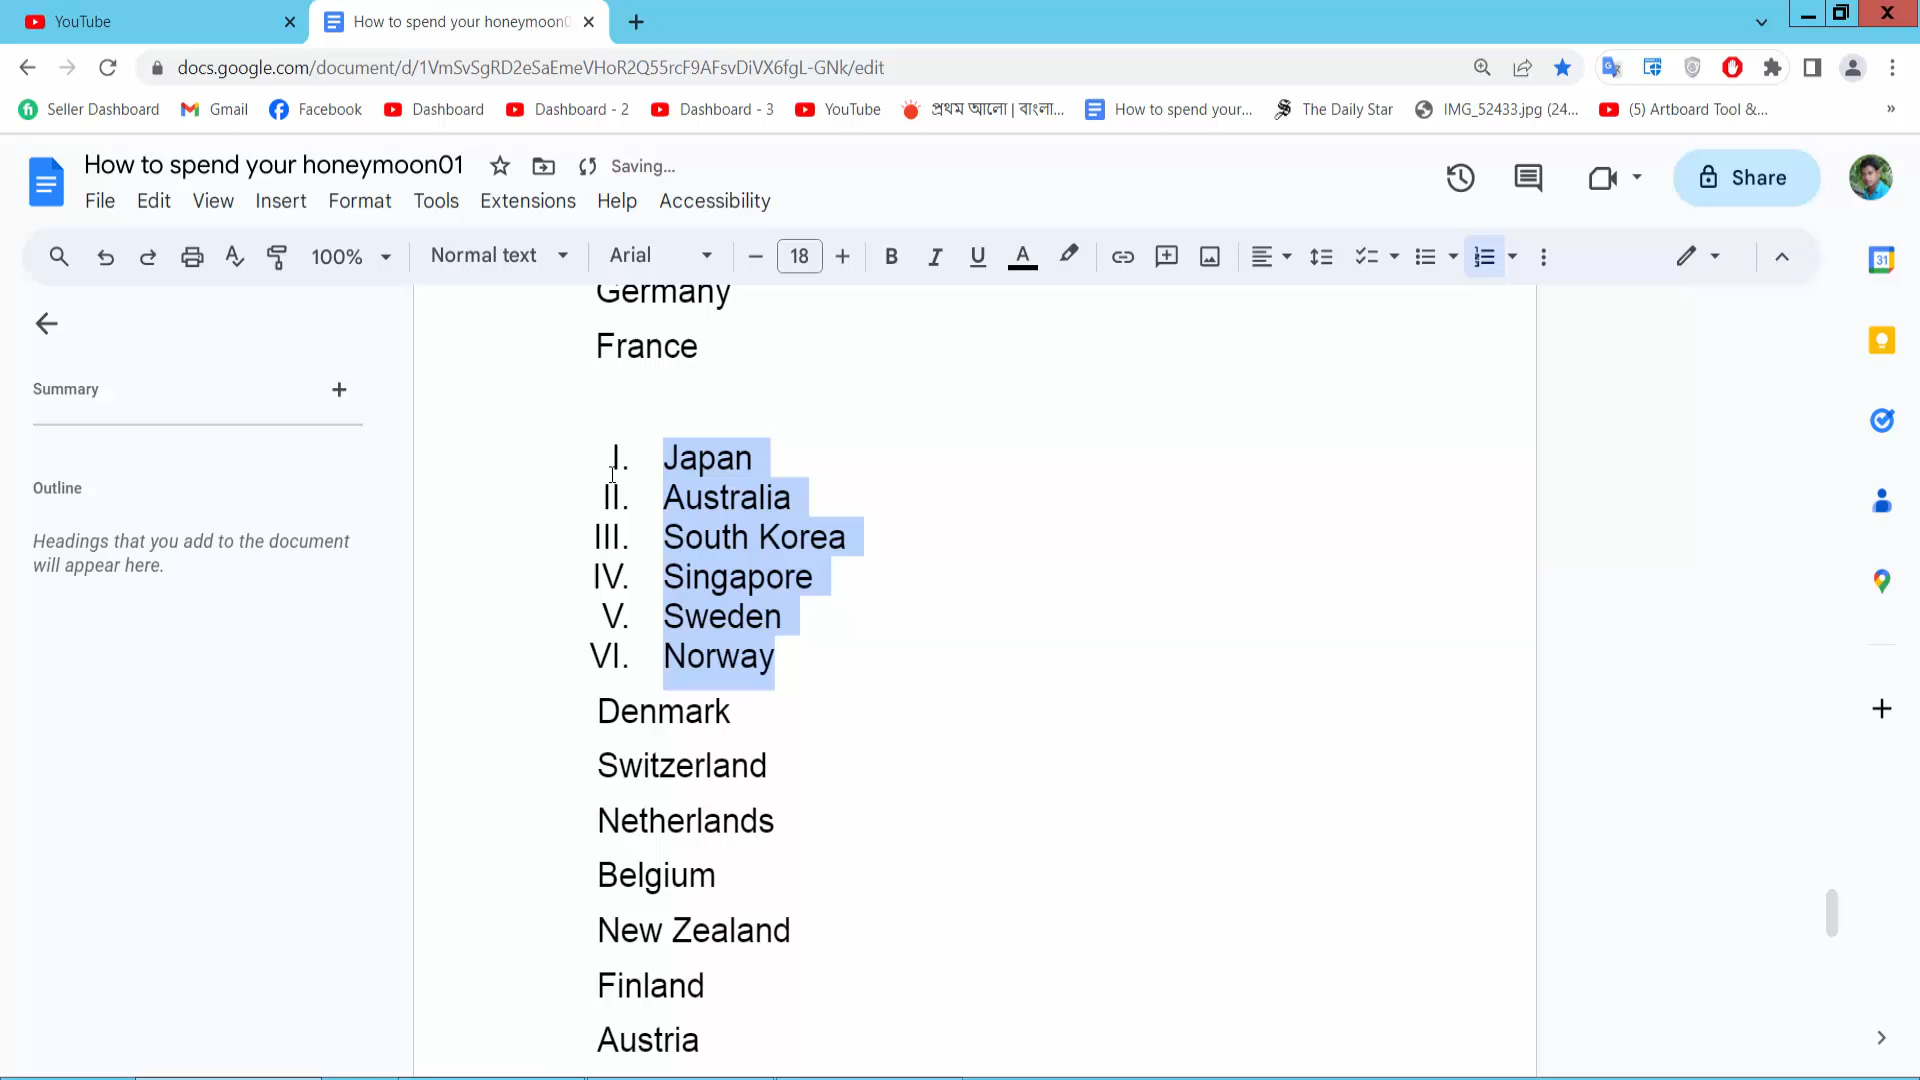 YouTube
How to spend your honeymoon0
docs.google.com/document/d/1VmSvSgRD2eSaEmeVHoR2Q55rcF9AFsvDiVX6fgL-GNk/edit
Seller Dashboard
Gmail
Facebook
Dashboard
Dashboard - 2
Dashboard - 3
YouTube
প্রথম আলো | বাংলা...
How to spend your...
The Daily Star
IMG_52433.jpg (24...
(5) Artboard Tool &...
How to spend your honeymoon01
Saving...
Share
File Edit View Insert Format Tools Extensions Help Accessibility
100%
Normal text
Arial
18
B I U A
31
Germany
France
Summary
Outline
Headings that you add to the document
will appear here.
I. Japan
II. Australia
III. South Korea
IV. Singapore
V. Sweden
VI. Norway
Denmark
Switzerland
Netherlands
Belgium
New Zealand
Finland
Austria